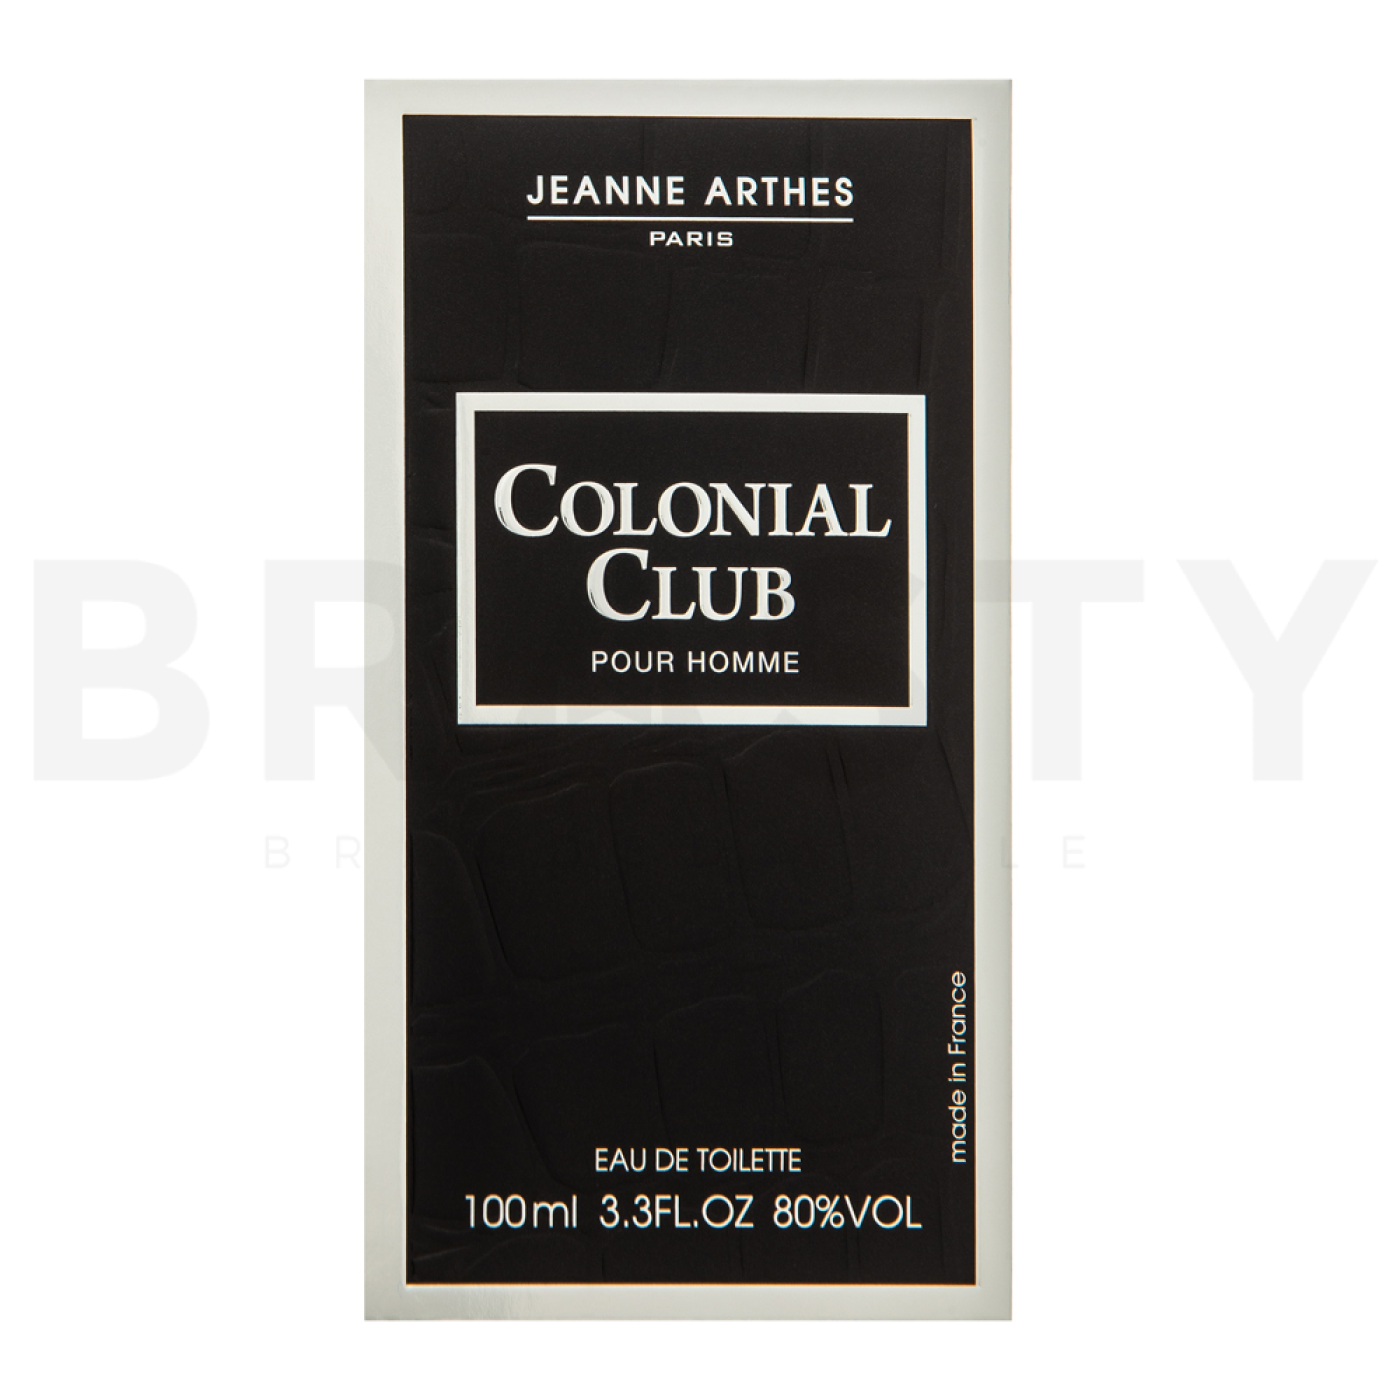 JEANNE ARTHES
PARIS
COLONIAL
CLUB
POUR HOMME
made in France
EAU DE TOILETTE
100ml 3.3FL.OZ 80%VOL